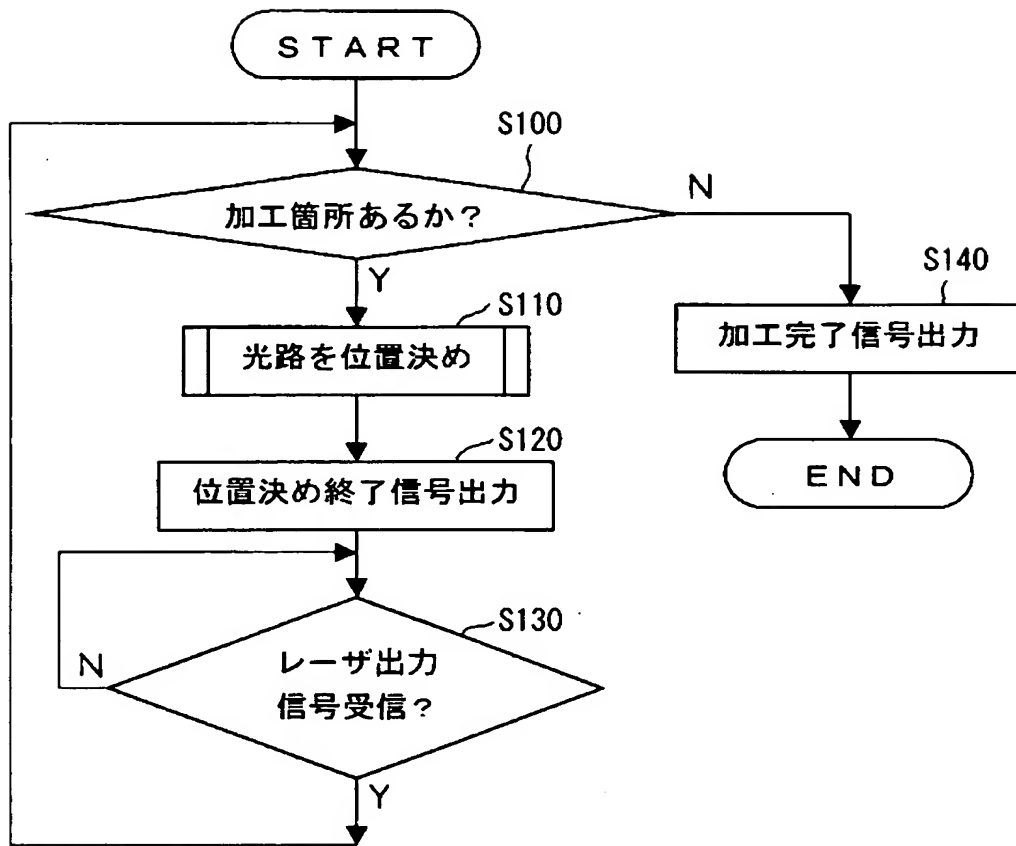 START
S100
加工箇所あるか?
N
Y
S140
加工完了信号出力
S110
光路を位置決め
END
S120
位置決め終了信号出力
S130
レーザ出力
信号受信?
N
Y